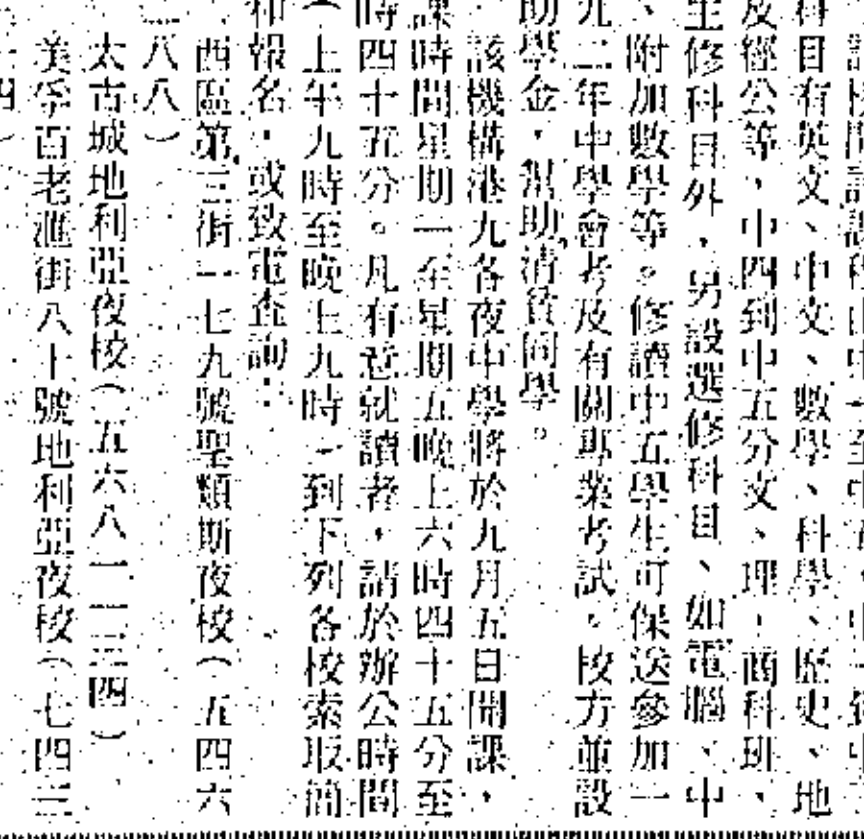 課程由中一至中五。中一到中三
科目有英文、中文、數學、科學、歷史、地
及經公等,中四到中五分文、理,商科班,
主修科目外,另設選修科目、如電腦、中
、附加數學等。修讀中五學生可保送參加一
九二年中學會考及有關專業考試。校方並設
助學金,幫助清貧同學。
該機構港九各夜中學將於九月五日開課,
課時間星期一至星期五晚上六時四十五分至
時四十五分。凡有意就讀者,請於辦公時間
(上午九時至晚上九時)到下列各校索取簡
和報名,或致電查詢:
西區第三街一七九號聖類斯夜校(五四六
二八八)
太古城地利亞夜校(五六八一一三四)
美孚百老滙街八十號地利亞夜校(七四三
一四)